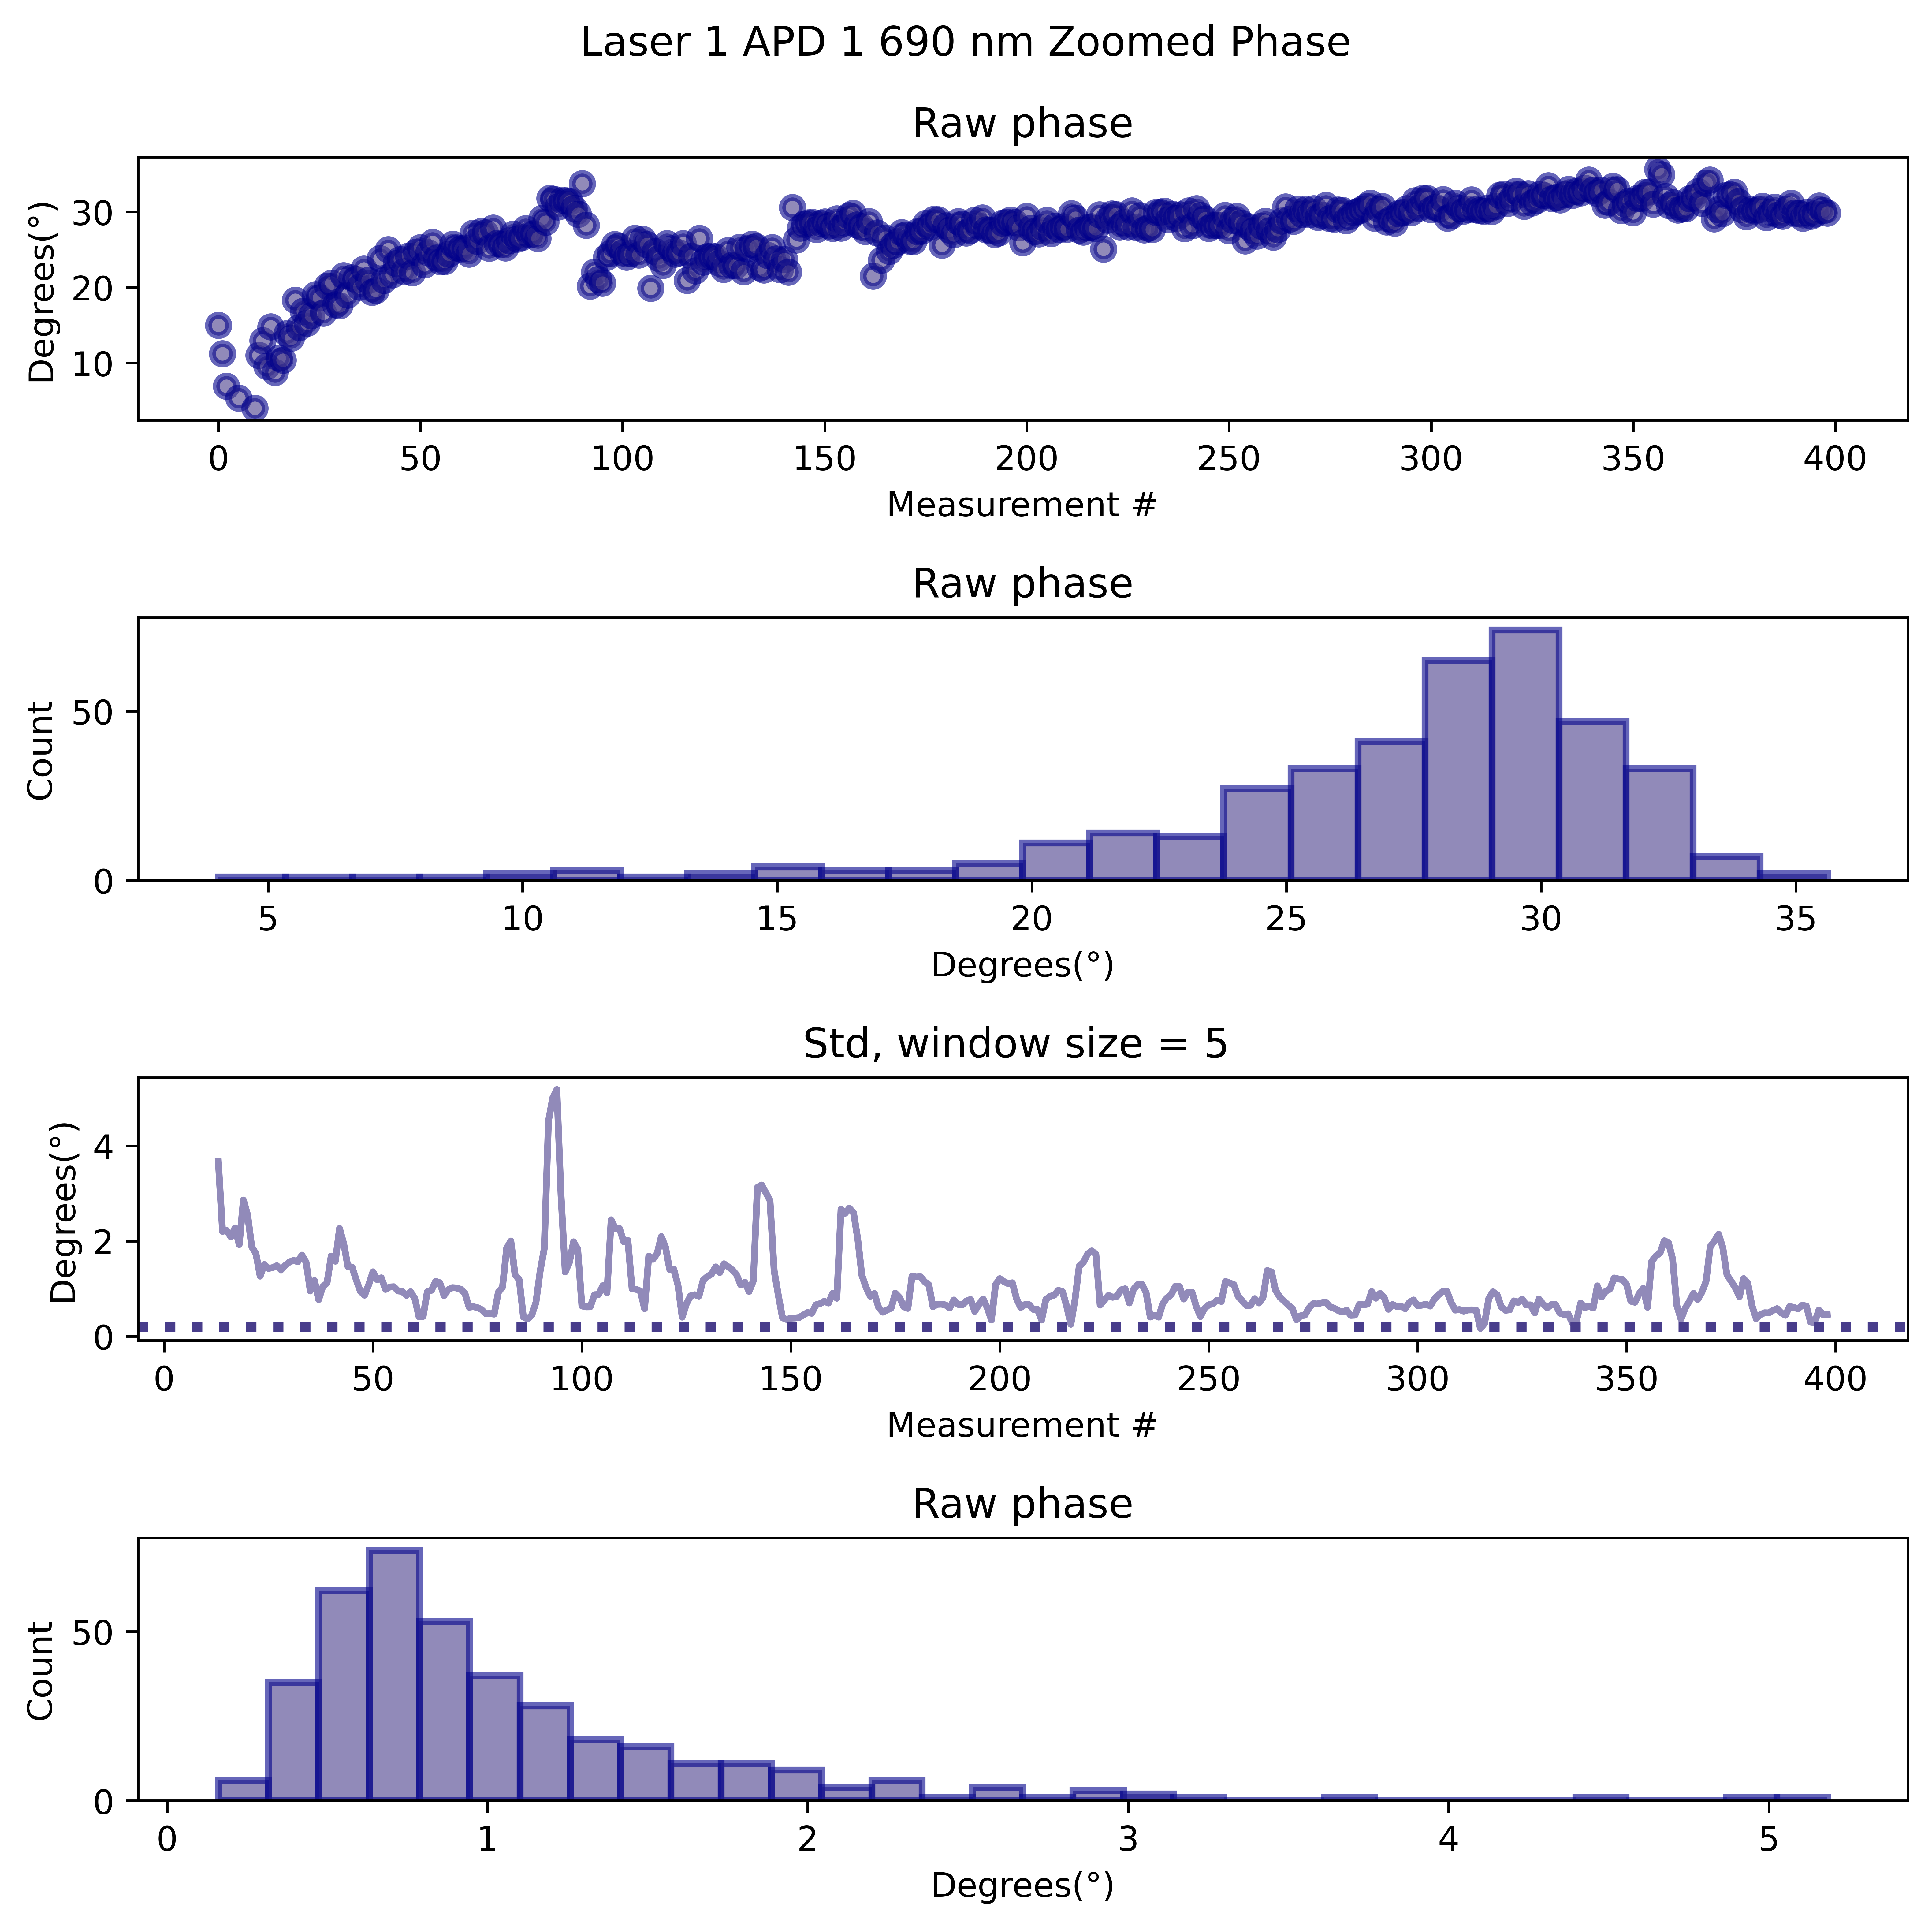 Laser 1 APD 1 690 nm Zoomed Phase
Raw phase
Degrees(°)
30
20
10
0 50 100 150 200 250 300 350 400
Measurement #
Raw phase
Count
50
0
5 10 15 20 25 30 35
Degrees(°)
Std, window size = 5
Degrees(°)
4
2
0
0 50 100 150 200 250 300 350 400
Measurement #
Raw phase
Count
50
0
0 1 2 3 4 5
Degrees(°)